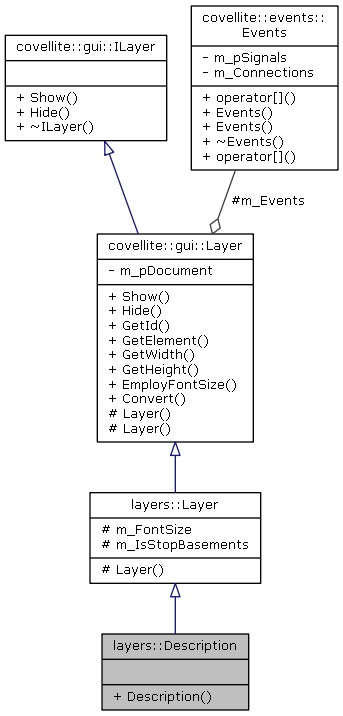 covellite::gui::ILayer
+ Show()
+ Hide()
+ ~ILayer()
covellite::events::
Events
- m_pSignals
- m_Connections
+ operator[]()
+ Events()
+ Events()
+ ~Events()
+ operator[]()
#m_Events
covellite::gui::Layer
- m_pDocument
+ Show()
+ Hide()
+ GetId()
+ GetElement()
+ GetWidth()
+ GetHeight()
+ EmployFontSize()
+ Convert()
# Layer()
# Layer()
layers::Layer
# m_FontSize
# m_IsStopBasements
# Layer()
layers::Description
+ Description()